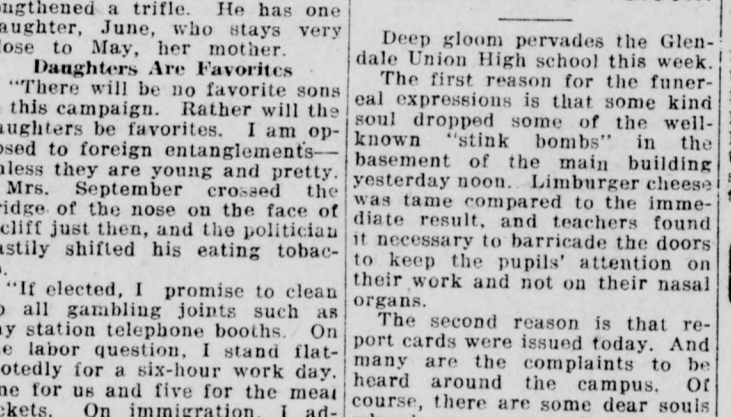 ngthened a trifle. He has one
aughter, June, who stays very
lose to May, her mother.
Daughters Are Favorites
"There will be no favorite sons
this campaign. Rather will the
aughters be favorites. I am op-
osed to foreign entanglements—
nless they are young and pretty.
Mrs. September crossed the
ridge of the nose on the face of
cliff just then, and the politician
astily shifted his eating tobac-
"If elected, I promise to clean
all gambling joints such as
ay station telephone booths. On
e labor question, I stand flat-
otedly for a six-hour work day.
ne for us and five for the meat
ckets. On immigration, I ad-
Deep gloom pervades the Glen-
dale Union High school this week.
The first reason for the funer-
eal expressions is that some kind
soul dropped some of the well-
known "stink bombs" in the
basement of the main building
yesterday noon. Limburger cheese
was tame compared to the imme-
diate result, and teachers found
it necessary to barricade the doors
to keep the pupils' attention on
their work and not on their nasal
organs.
The second reason is that re-
port cards were issued today. And
many are the complaints to be
heard around the campus. Of
course, there are some dear souls